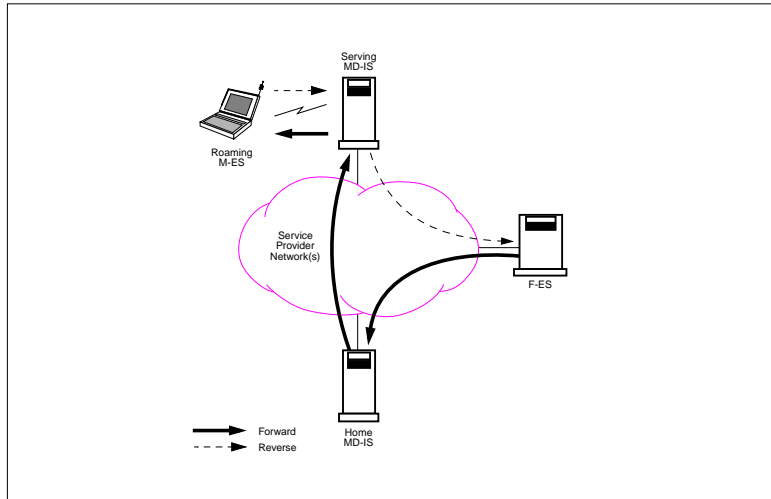 Serving
MD-IS
Roaming
M-ES
Service
Provider
Network(s)
F-ES
Home
MD-IS
Forward
Reverse